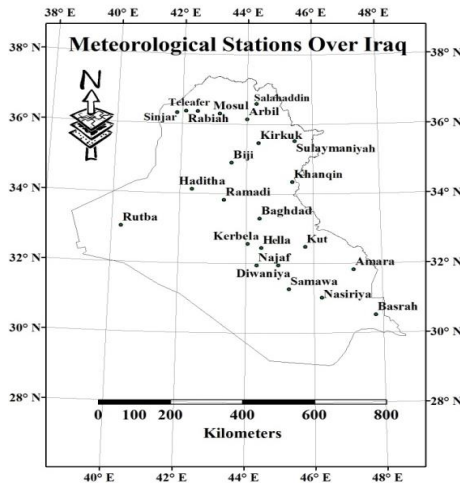 40° E 42° E 44° E 46° E 48° E
Meteorological Stations Over Iraq
38° N 38° N
N
Salahaddin
Teleafer Mosul
Sinjar Rabiah Arbil
36° N 36° N
Kirkuk
Sulaymaniyah
Biji
Khanqin
34° N Haditha 34° N
Ramadi
Baghdad
Rutba
Kerbela Hella Kut
32° N Najaf Amara 32° N
Diwaniya
Samawa
Nasiriya
Basrah
30° N 30° N
28° N 28° N
0 100 200 400 600 800
Kilometers
40° E 42° E 44° E 46° E 48° E